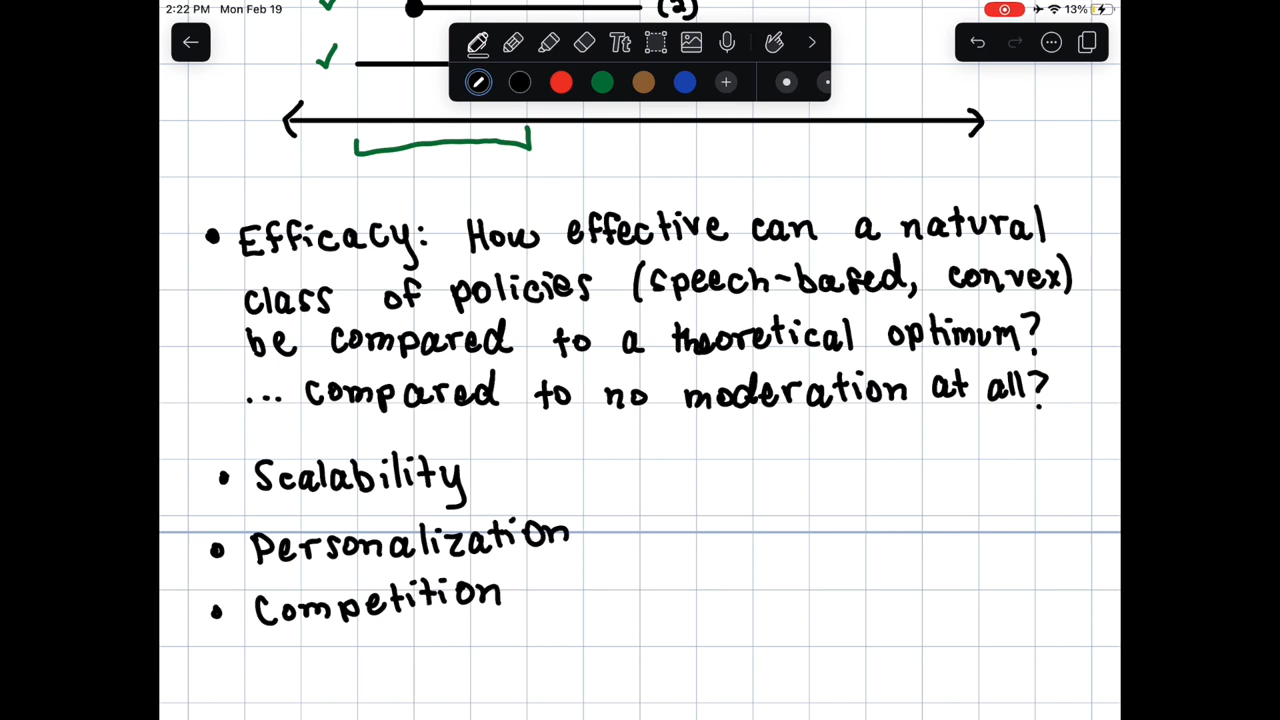 2:22 PM Mon Feb 19
13%
(2)
Tt
• Efficacy: How effective can a natural
class of policies (speech-based, convex)
be compared to a theoretical optimum?
... compared to no moderation at all?
• Scalability
• Personalization
• Competition